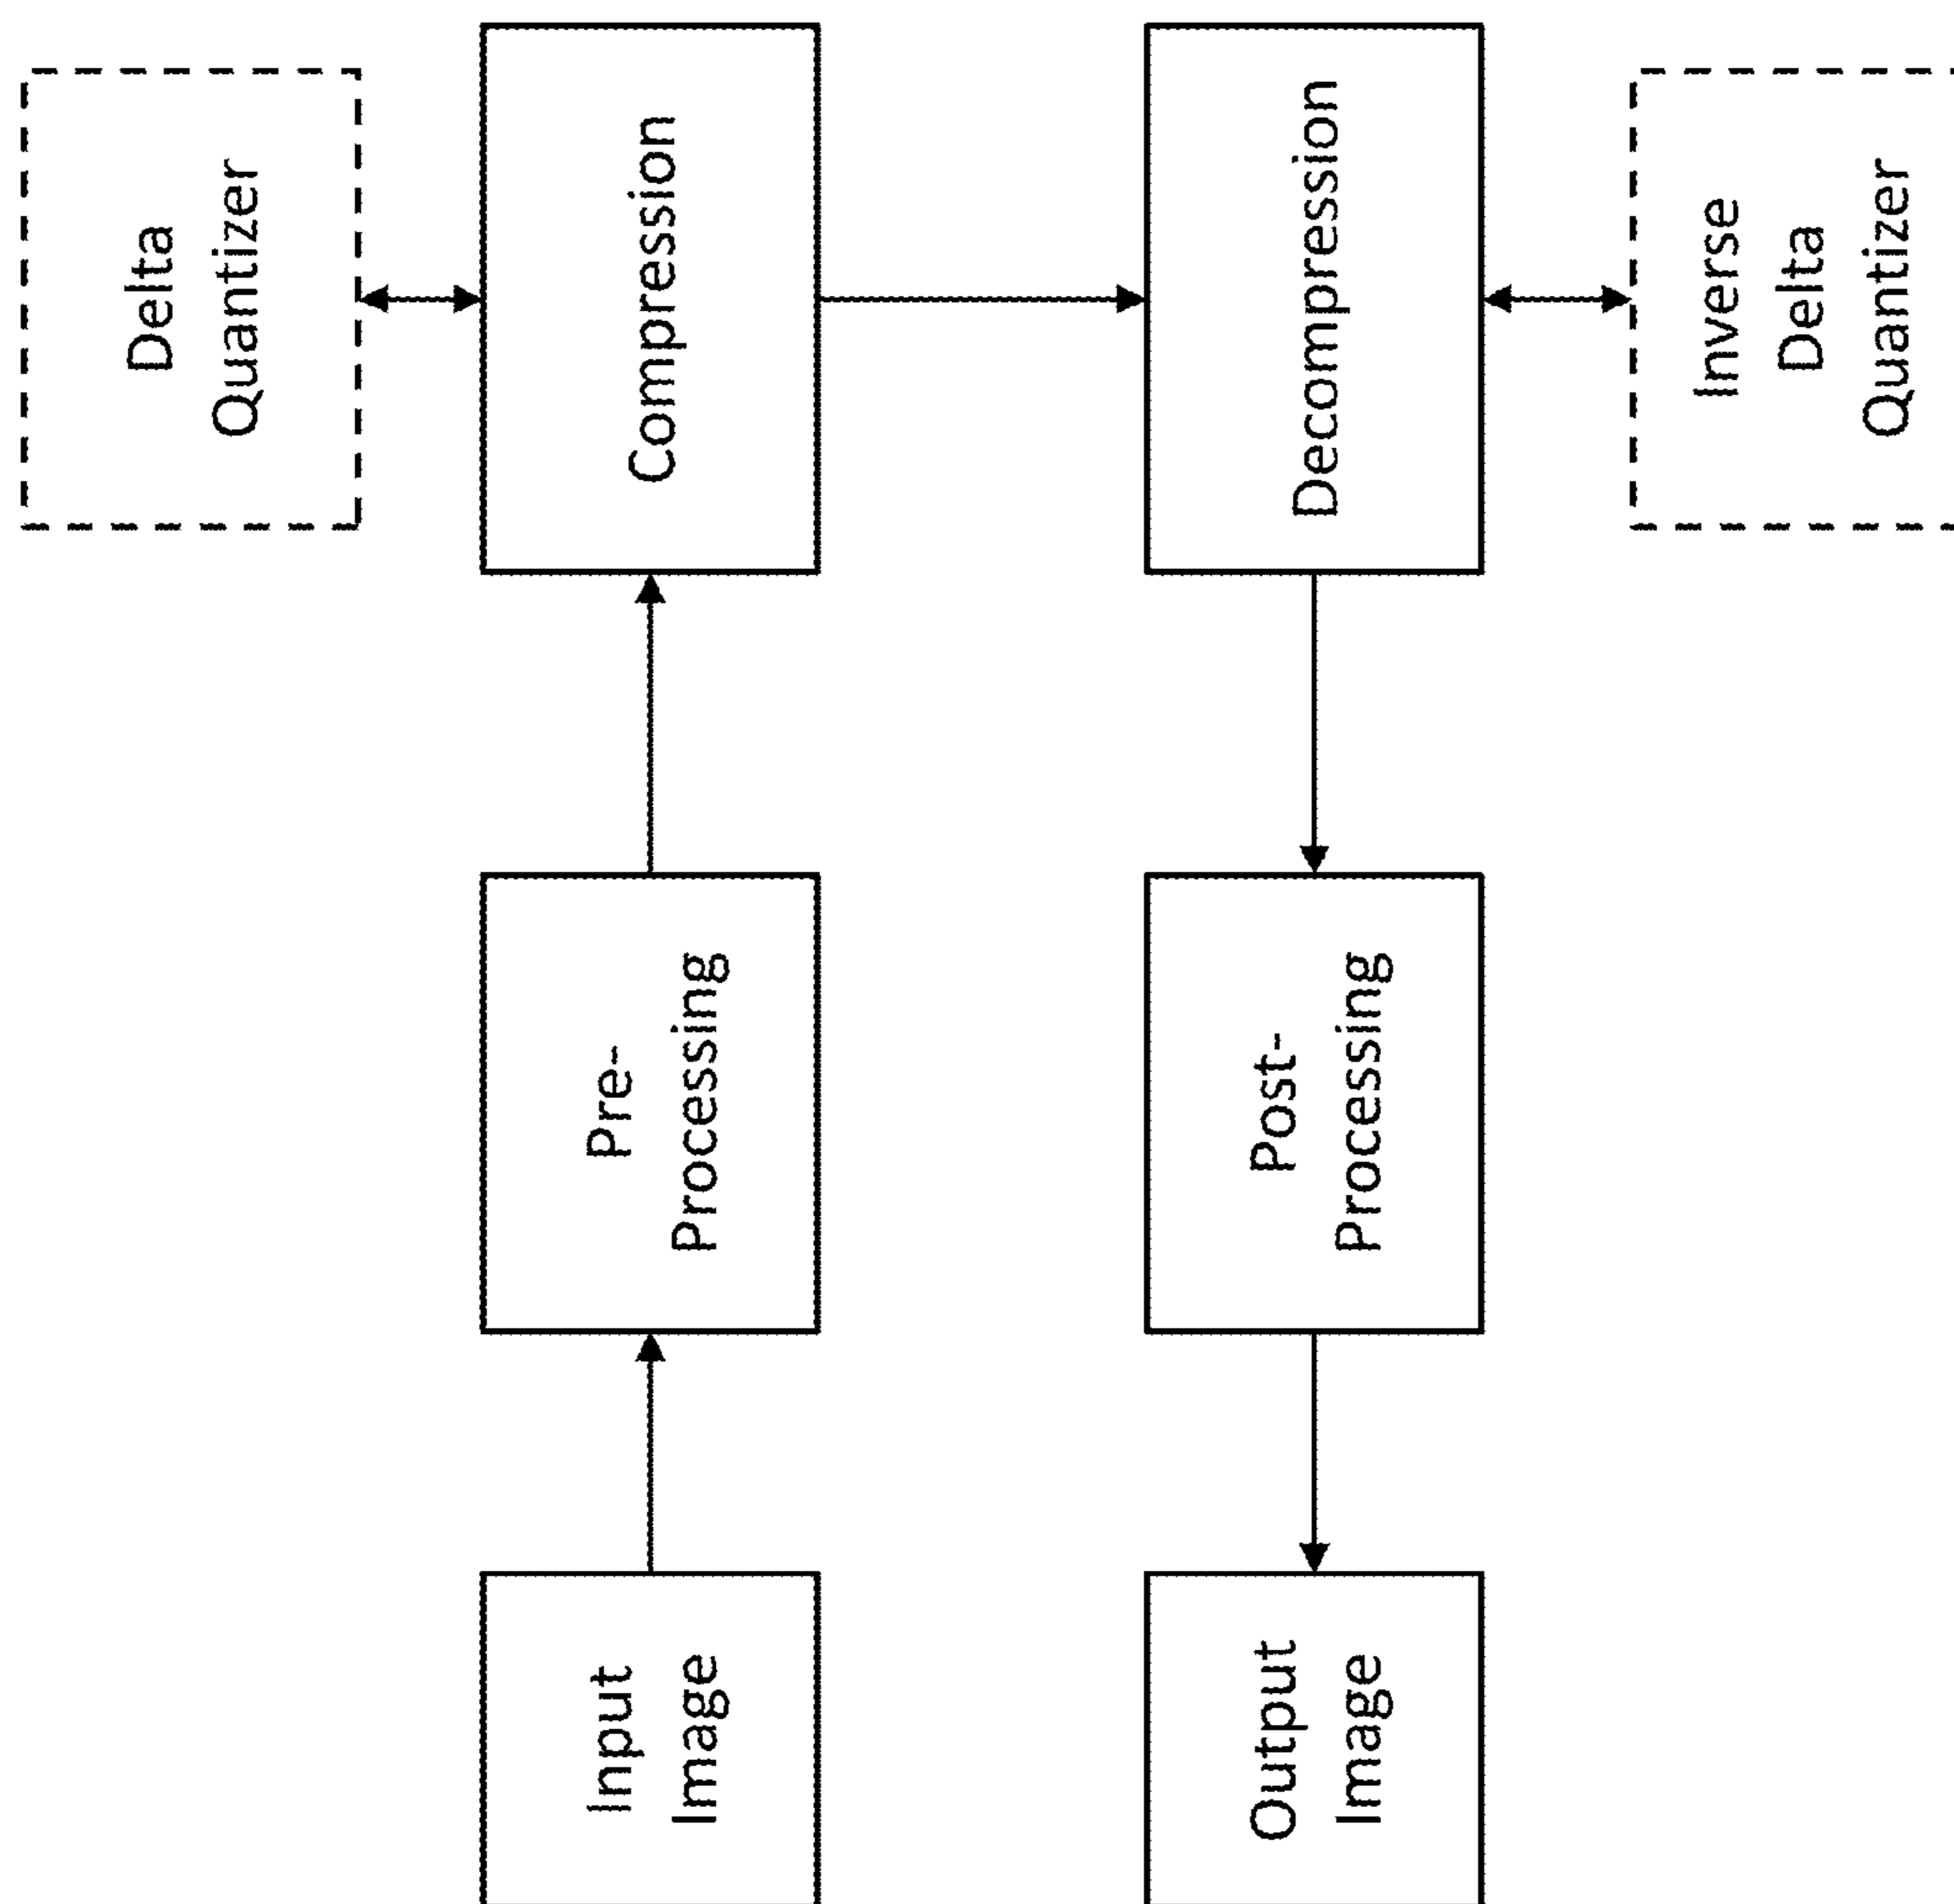 Delta
Quantizer
Input
Image
Pre-
Processing
Compression
Output
Image
Post-
Processing
Decompression
Inverse
Delta
Quantizer